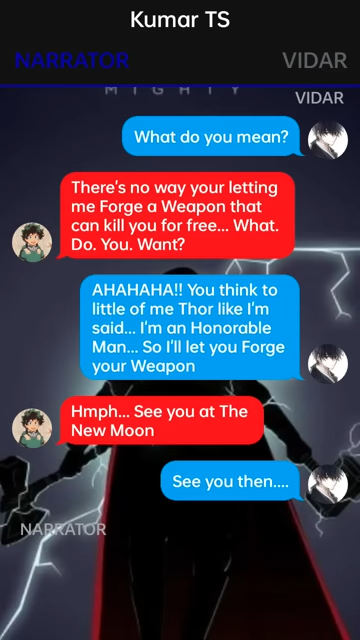 Kumar TS
NARRATOR
VIDAR
MIGHTY
VIDAR
What do you mean?
There's no way your letting
me Forge a Weapon that
can kill you for free... What.
Do. You. Want?
AHAHAHA!! You think to
little of me Thor like I'm
said... I'm an Honorable
Man... So I'll let you Forge
your Weapon
Hmph... See you at The
New Moon
See you then....
NARRATOR